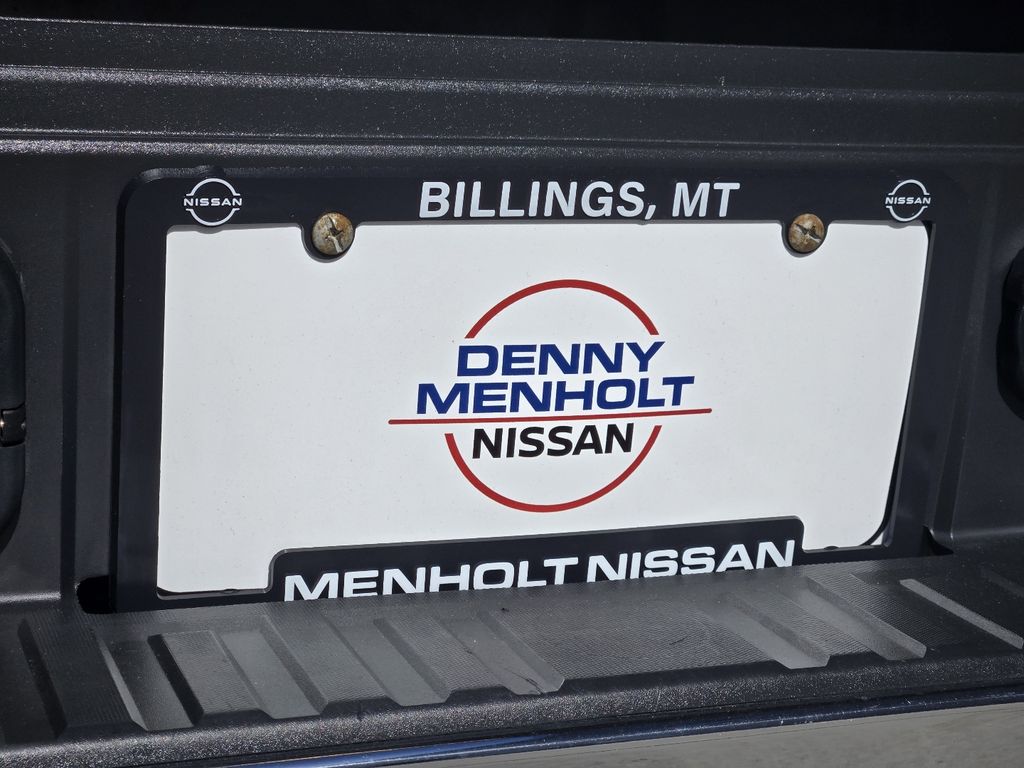 NISSAN BILLINGS, MT NISSAN
DENNY
MENHOLT
NISSAN
MENHOLT NISSAN